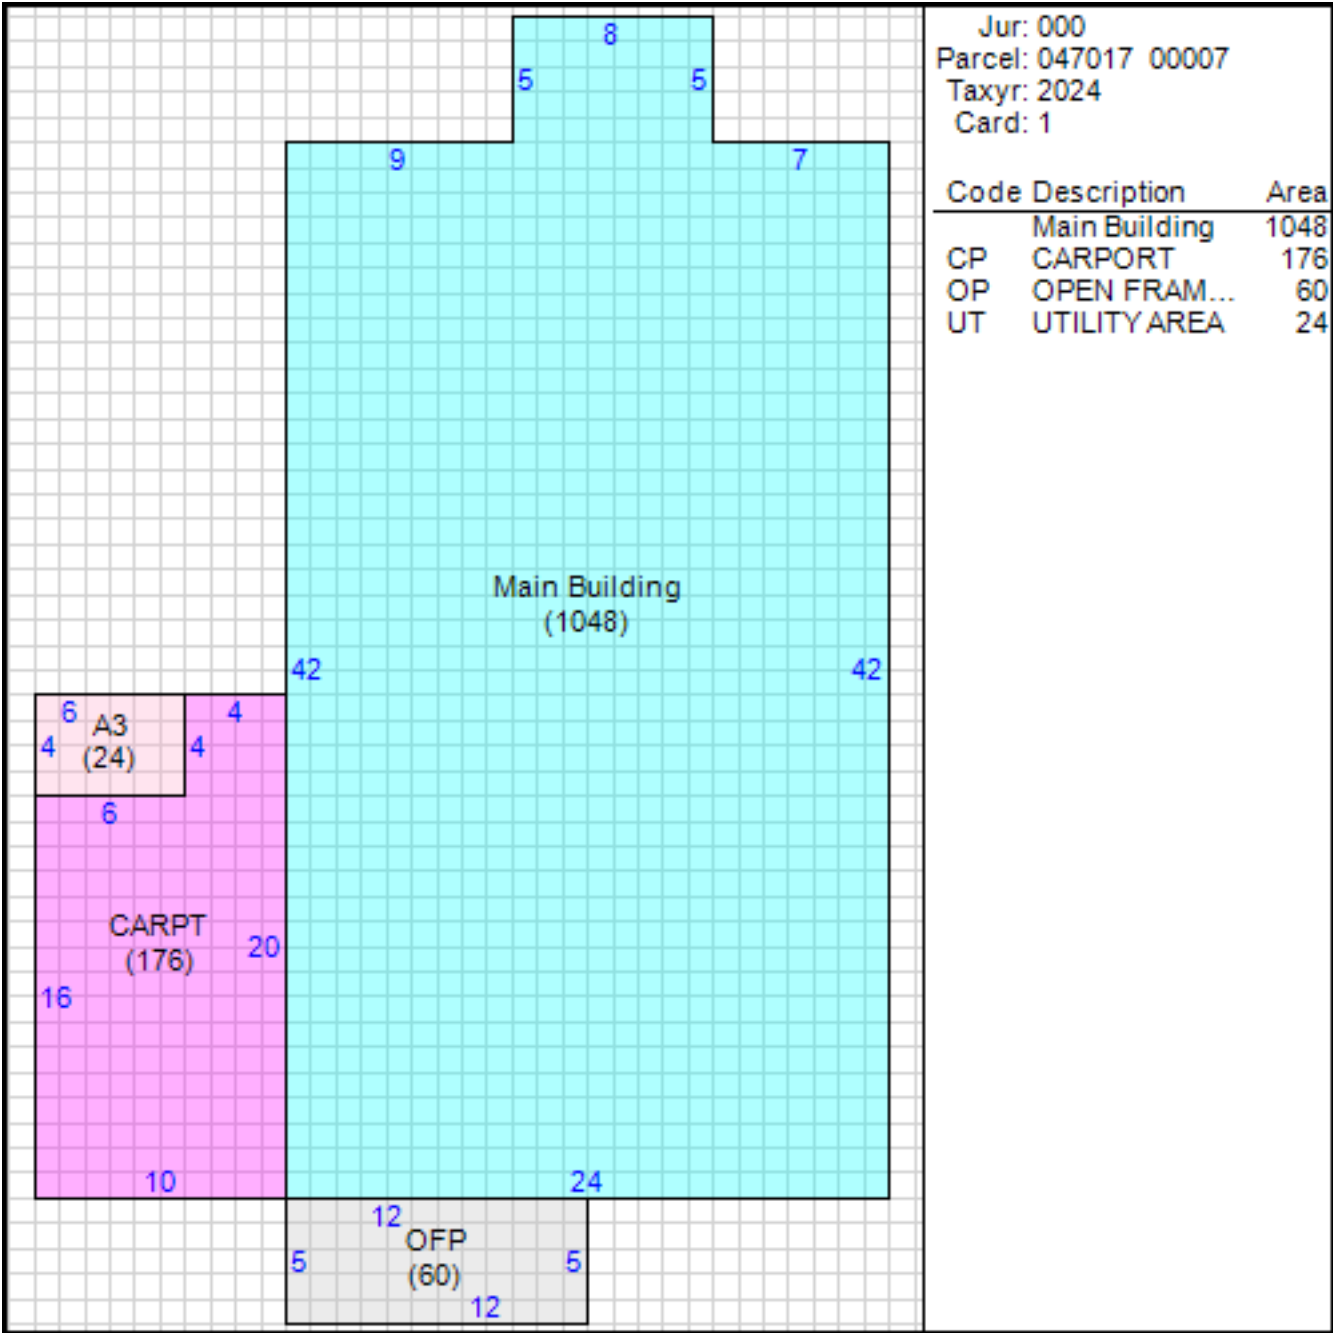 Jur: 000
Parcel: 047017 00007
Taxyr: 2024
Card: 1
Code Description Area
Main Building 1048
CP CARPORT 176
OP OPEN FRAM... 60
UT UTILITY AREA 24
8
5 5
9 7
Main Building
(1048)
42 42
6 4
A3
4 4
(24)
6
CARPT
(176)
20
16
10 24
12
OFP
5 5
(60)
12